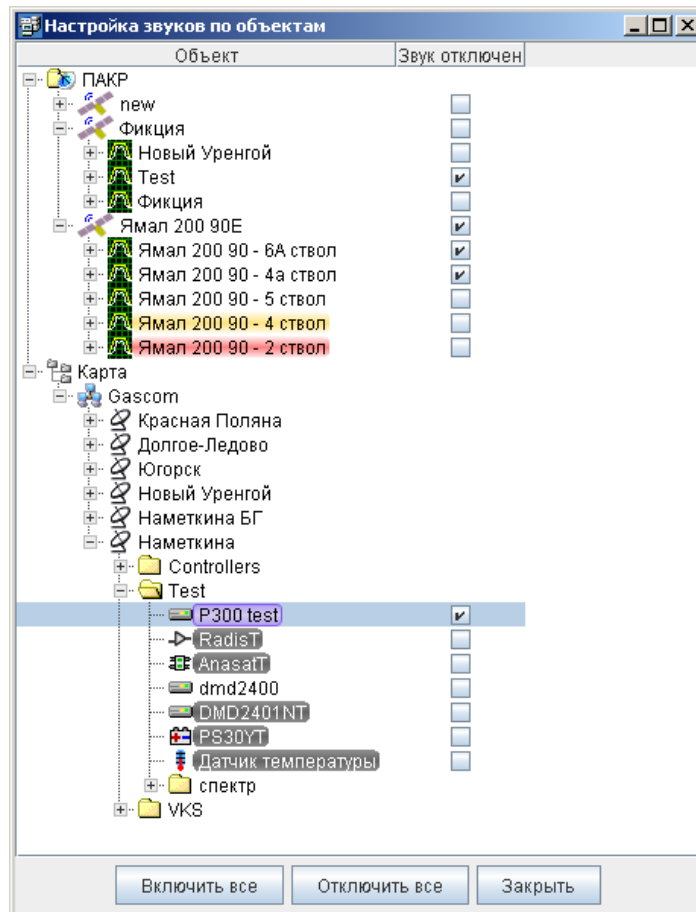 Настройка звуков по объектам
Объект Звук отключен
ПАКР
new
Фикция
Новый Уренгой
Test
Фикция
Ямал 200 90E
Ямал 200 90 - 6А ствол
Ямал 200 90 - 4а ствол
Ямал 200 90 - 5 ствол
Ямал 200 90 - 4 ствол
Ямал 200 90 - 2 ствол
Карта
Gascom
Красная Поляна
Долгое-Ледово
Югорск
Новый Уренгой
Наметкина БГ
Наметкина
Controllers
Test
P300 test
RadisT
AnasatT
dmd2400
DMD2401NT
PS30YT
Датчик температуры
спектр
VKS
Включить все Отключить все Закрыть